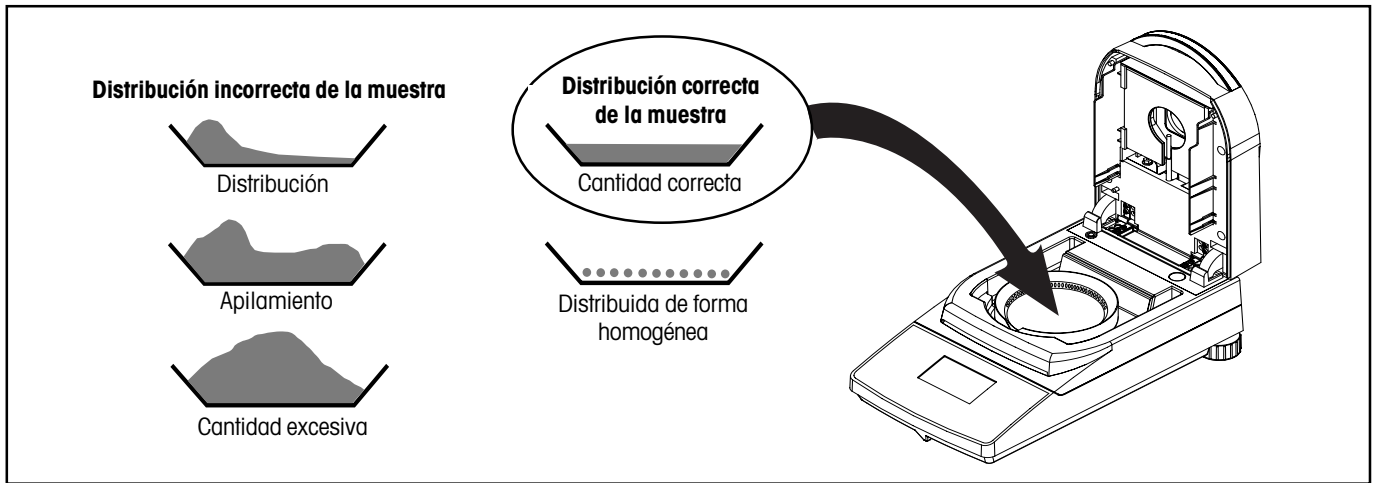 Distribución incorrecta de la muestra
Distribución
Apilamiento
Cantidad excesiva
Distribución correcta
de la muestra
Cantidad correcta
Distribuida de forma
homogénea